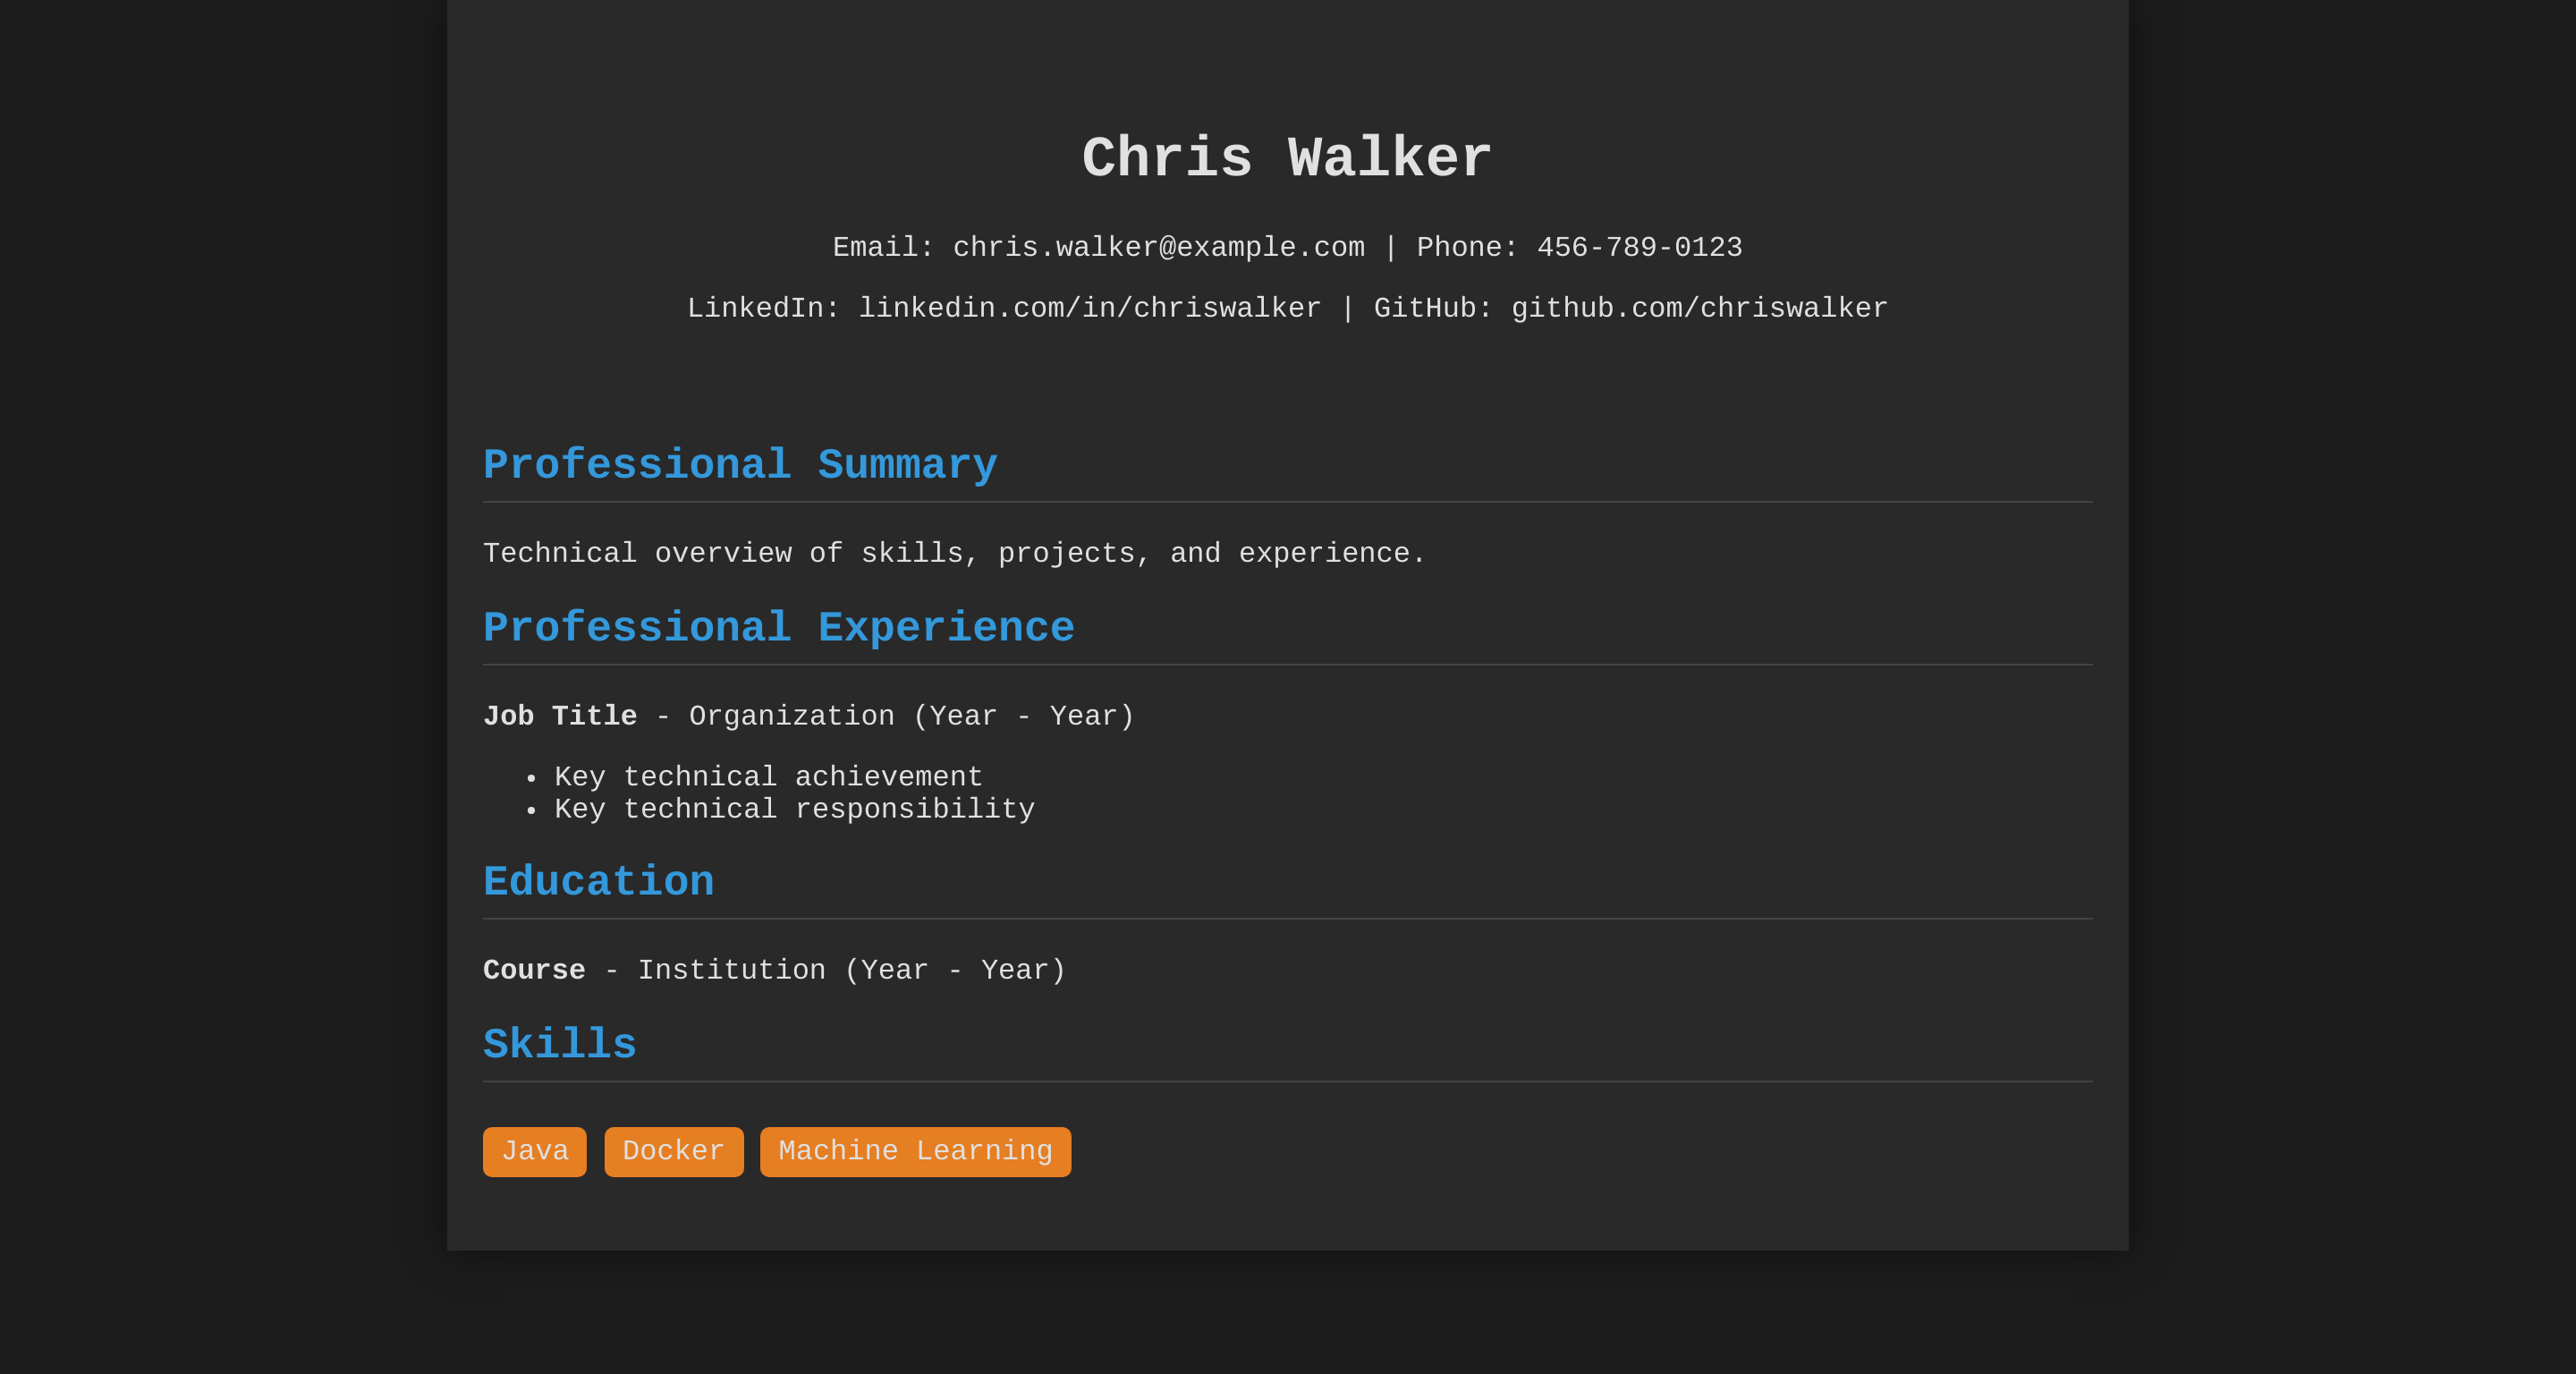 Chris Walker
Email: chris.walker@example.com | Phone: 456-789-0123
LinkedIn: linkedin.com/in/chriswalker | GitHub: github.com/chriswalker
Professional Summary
Technical overview of skills, projects, and experience.
Professional Experience
Job Title - Organization (Year - Year)
• Key technical achievement
• Key technical responsibility
Education
Course - Institution (Year - Year)
Skills
Java Docker Machine Learning